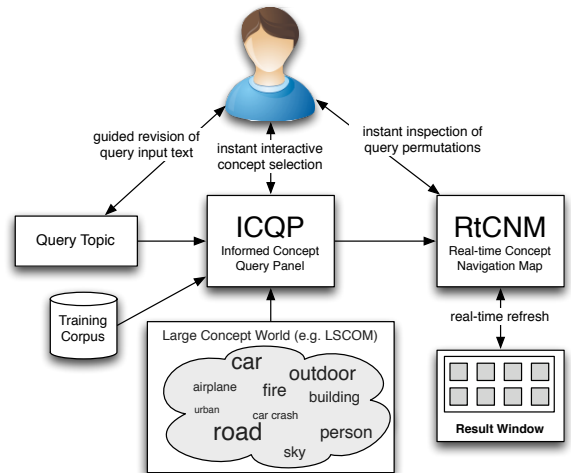 guided revision of
query input text
instant interactive
concept selection
instant inspection of
query permutations
Query Topic
ICQP
Informed Concept
Query Panel
RtCNM
Real-time Concept
Navigation Map
Training
Corpus
real-time refresh
Large Concept World (e.g. LSCOM)
car
outdoor
airplane
fire
building
urban
car crash
road
person
sky
Result Window